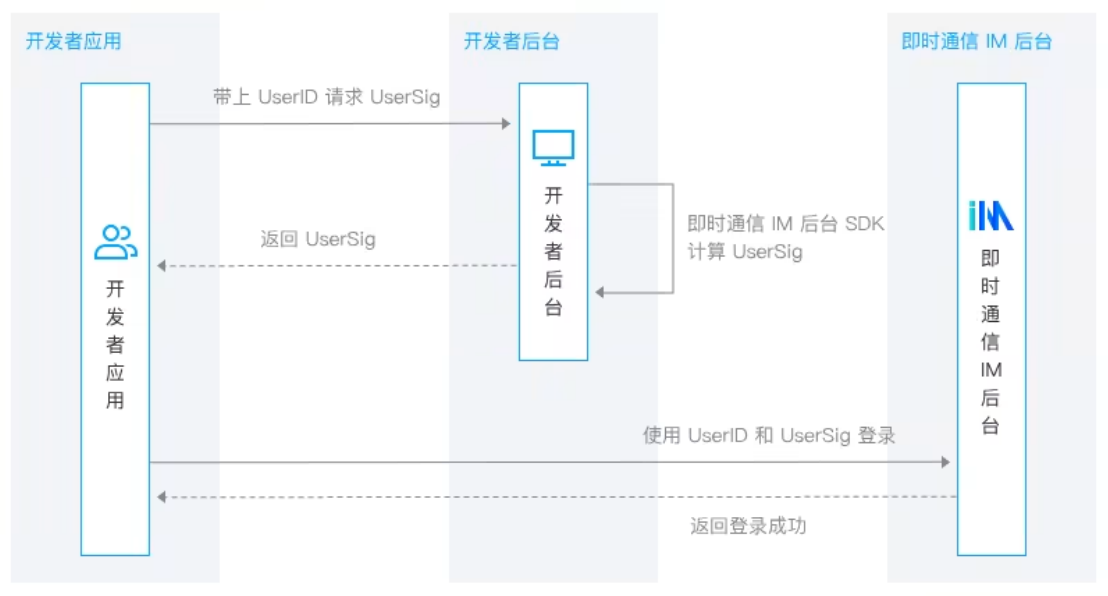 开发者应用
开发者后台
即时通信 IM 后台
带上 UserID 请求 UserSig
返回 UserSig
即时通信 IM 后台 SDK
计算 UserSig
使用 UserID 和 UserSig 登录
返回登录成功
开发者应用
开发者后台
iM
即时通信IM后台